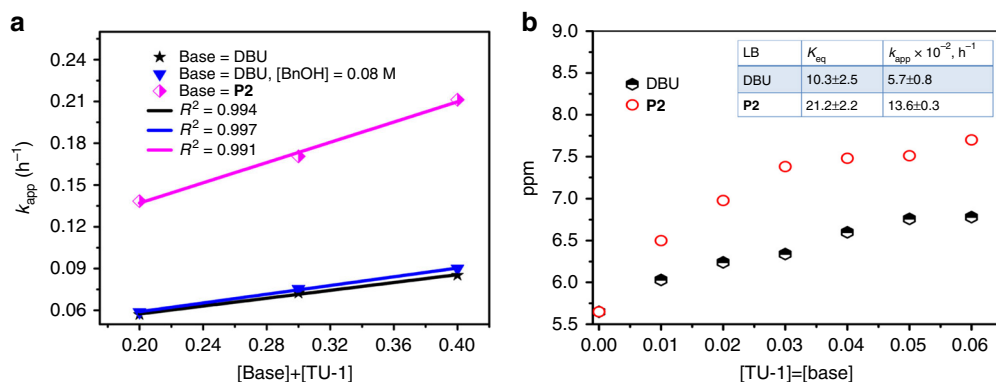 a
0.24
0.21
0.18
0.15
0.12
0.09
0.06
k_app (h⁻¹)
Base = DBU
Base = DBU, [BnOH] = 0.08 M
Base = P2
R² = 0.994
R² = 0.997
R² = 0.991
0.20 0.24 0.28 0.32 0.36 0.40
[Base]+[TU-1]
b
9.0
8.5
8.0
7.5
7.0
6.5
6.0
5.5
ppm
DBU
P2
LB K_eq k_app × 10⁻², h⁻¹
DBU 10.3±2.5 5.7±0.8
P2 21.2±2.2 13.6±0.3
0.00 0.01 0.02 0.03 0.04 0.05 0.06
[TU-1]=[base]